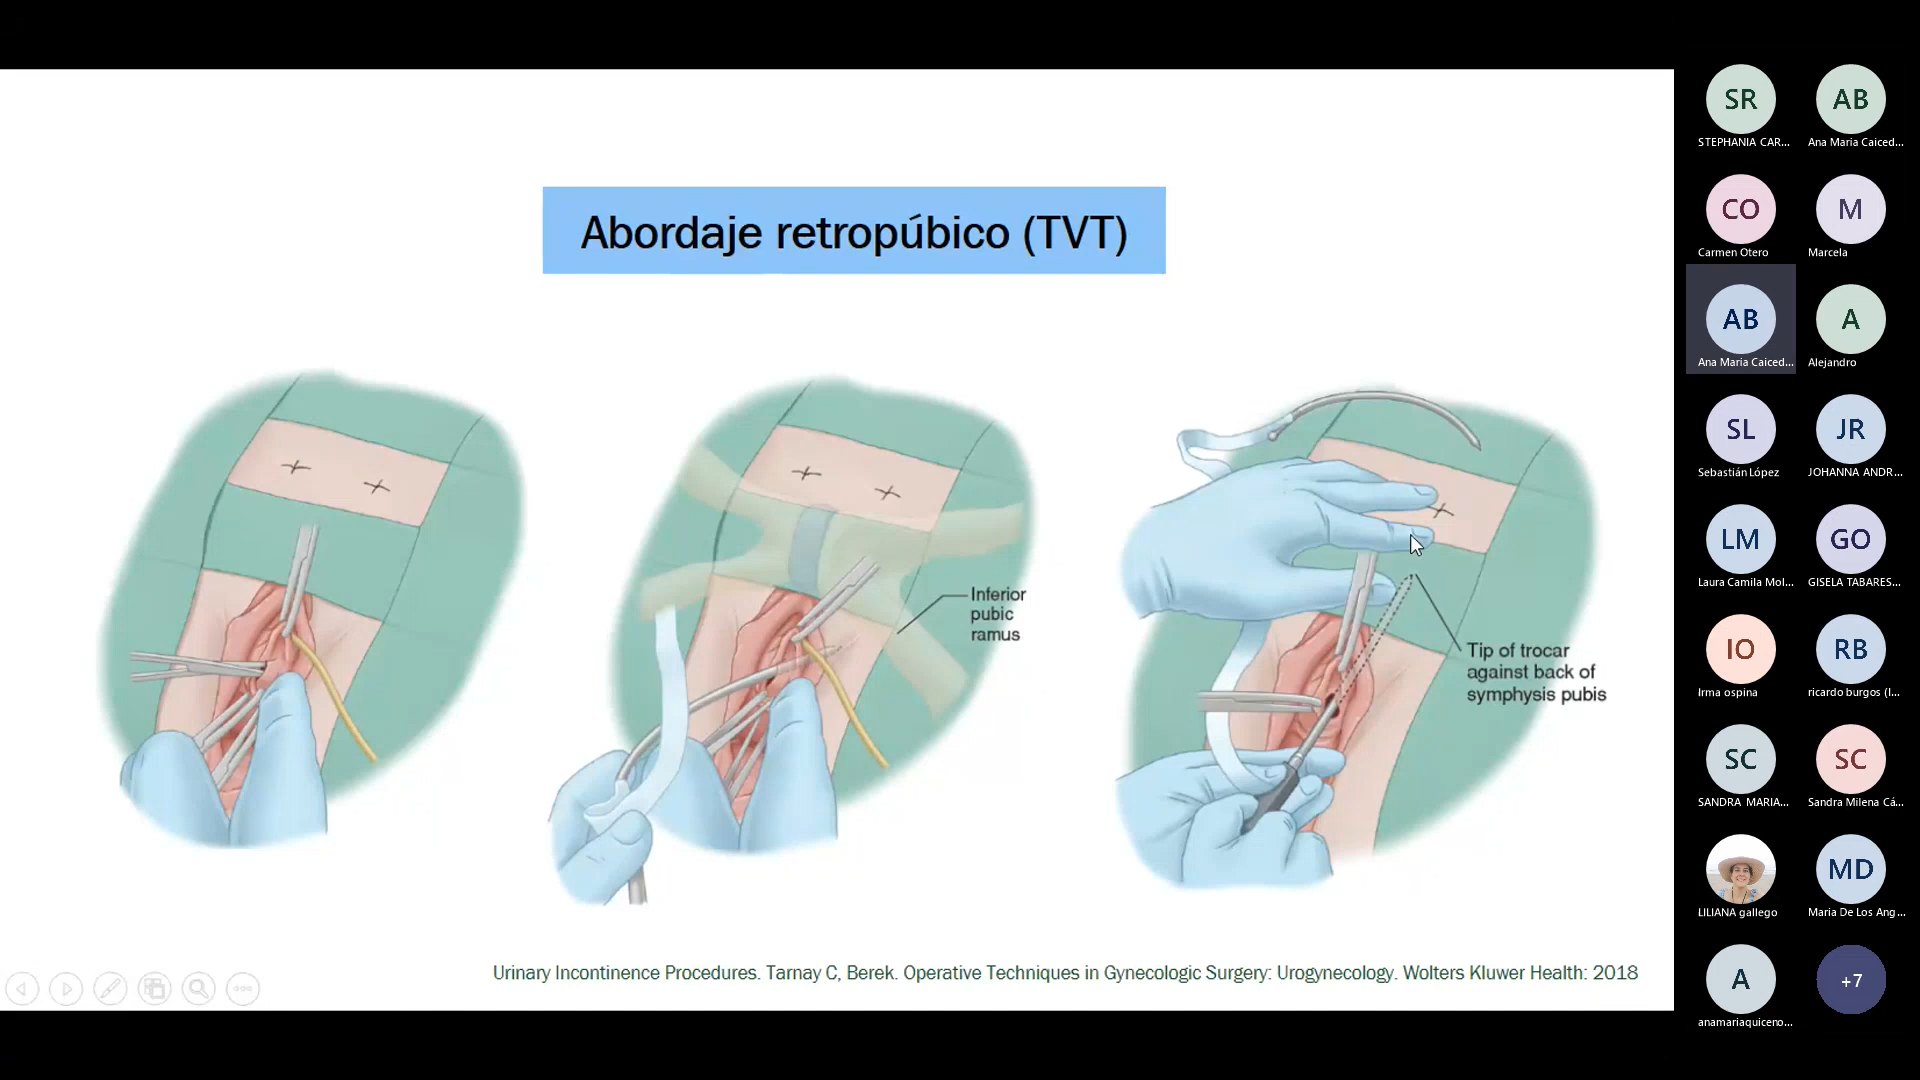 Abordaje retropúbico (TVT)
Inferior
pubic
ramus
Tip of trocar
against back of
symphysis pubis
Urinary Incontinence Procedures. Tarnay C, Berek. Operative Techniques in Gynecologic Surgery: Urogynecology. Wolters Kluwer Health: 2018
SR
AB
STEPHANIA CAR...
Ana Maria Caiced...
CO
M
Carmen Otero
Marcela
AB
A
Ana Maria Caiced...
Alejandro
SL
JR
Sebastián López
JOHANNA ANDR...
LM
GO
Laura Camila Mol...
GISELA TABARES...
IO
RB
Irma ospina
ricardo burgos (I...
SC
SC
SANDRA MARIA...
Sandra Milena Cá...
MD
LILIANA gallego
Maria De Los Ang...
A
+7
anamariaquiceno...